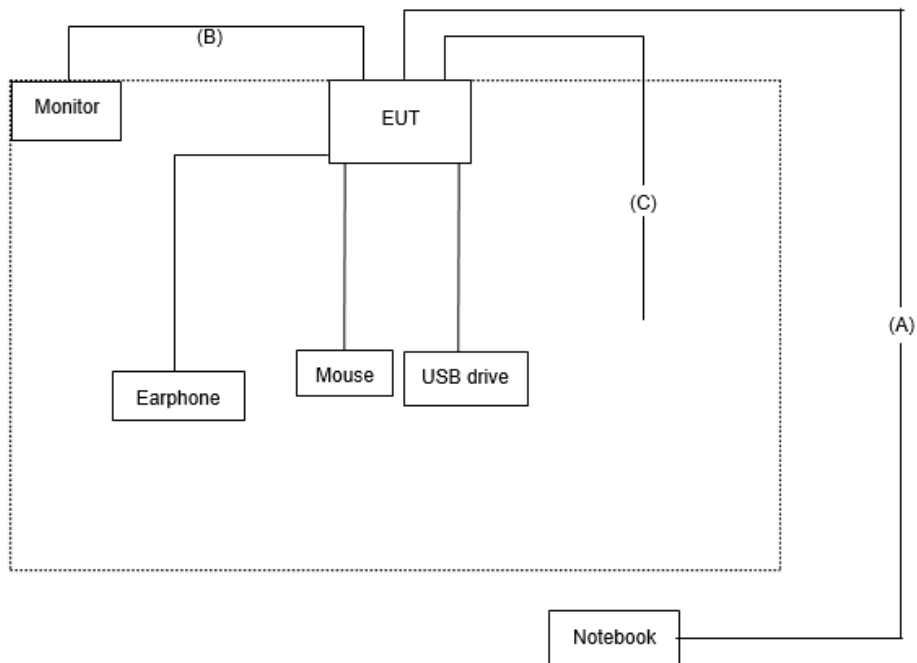 (B)
Monitor
EUT
(C)
(A)
Mouse
USB drive
Earphone
Notebook